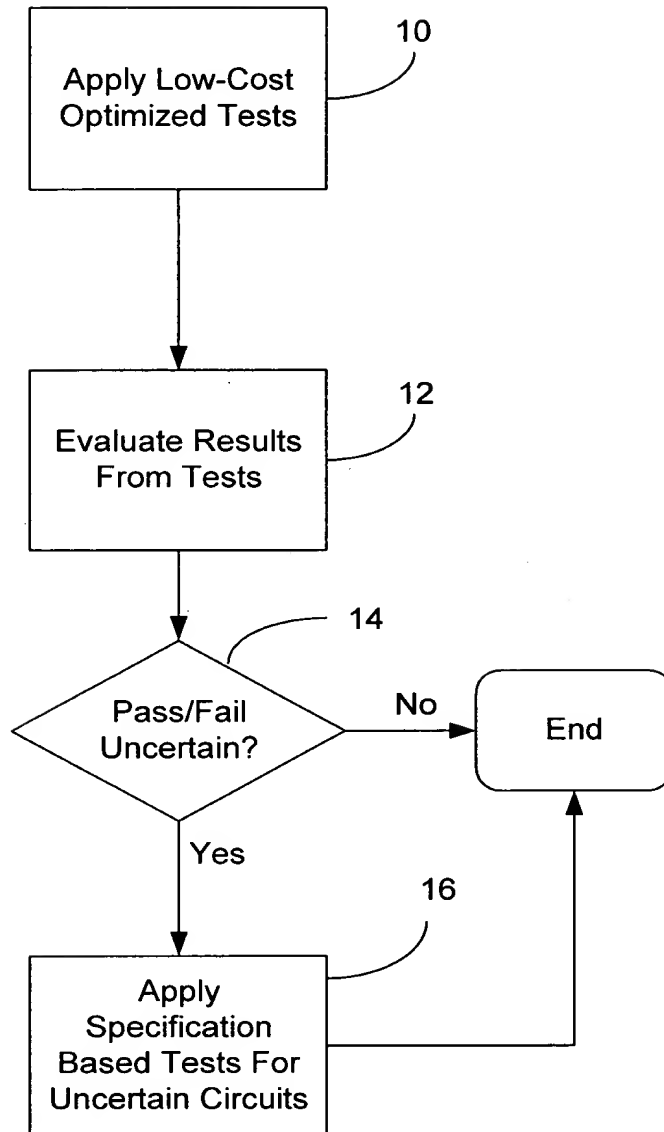 10
Apply Low-Cost
Optimized Tests
12
Evaluate Results
From Tests
14
Pass/Fail
Uncertain?
No
End
Yes
16
Apply
Specification
Based Tests For
Uncertain Circuits